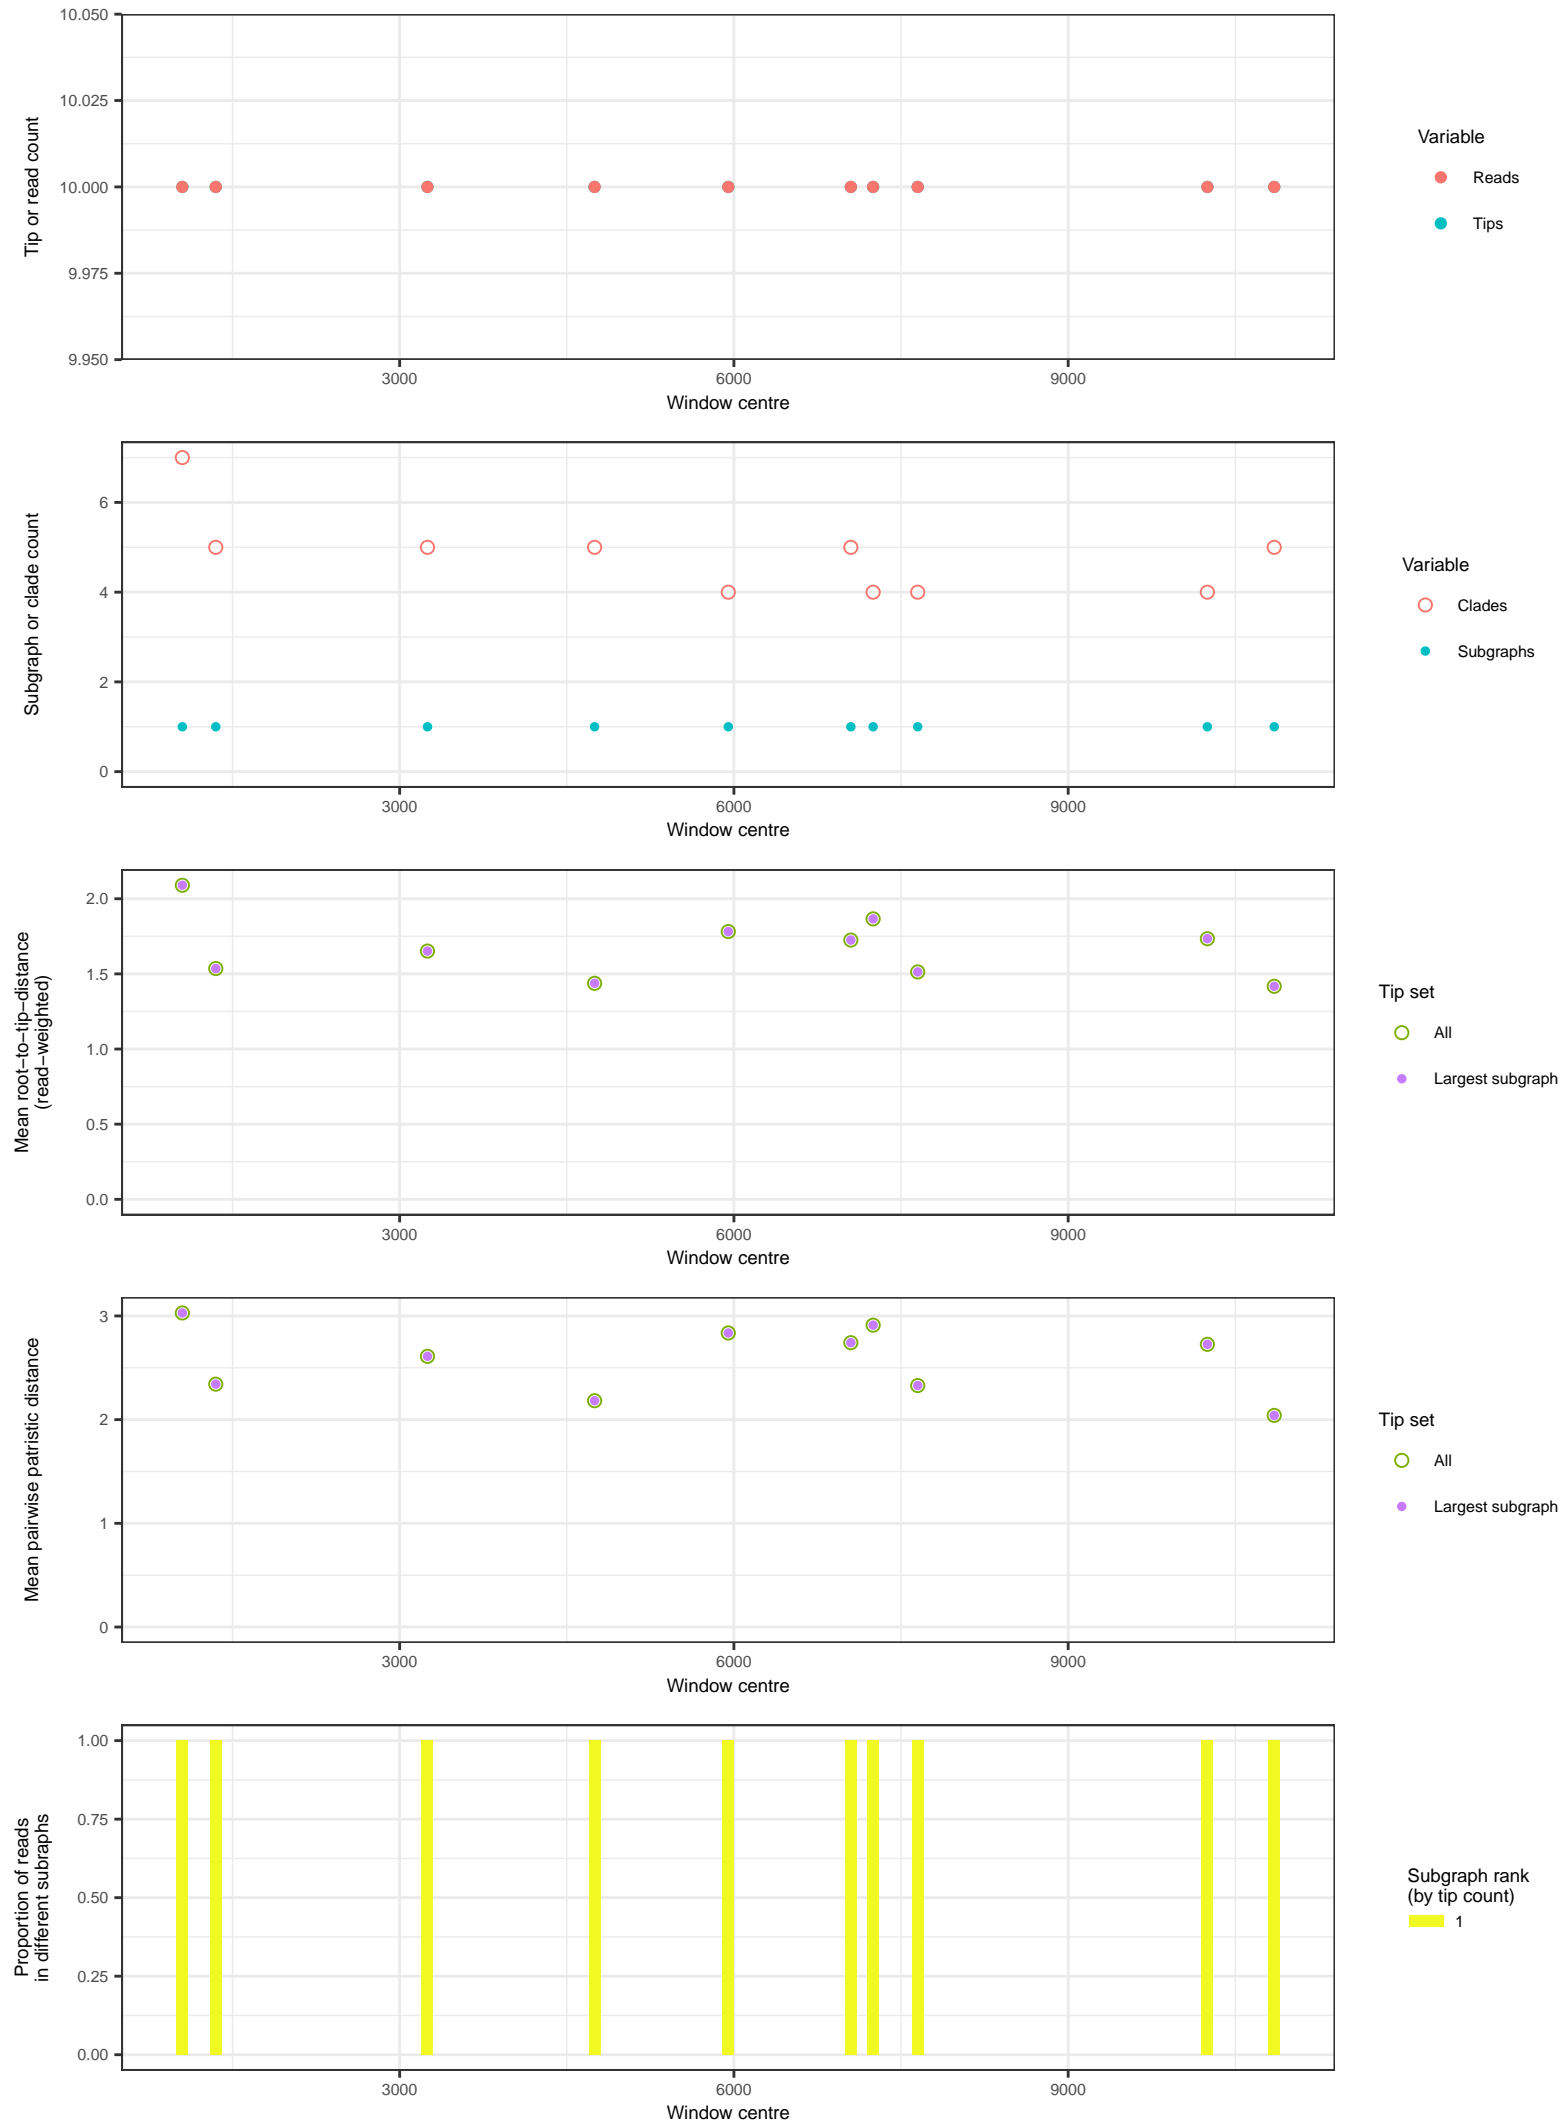 10.050
10.025
10.000
9.975
9.950
Tip or read count
3000 6000 9000
Window centre
Variable
Reads
Tips
6
4
2
0
Subgraph or clade count
3000 6000 9000
Window centre
Variable
Clades
Subgraphs
2.0
1.5
1.0
0.5
0.0
Mean root−to−tip−distance
(read−weighted)
3000 6000 9000
Window centre
Tip set
All
Largest subgraph
3
2
1
0
Mean pairwise patristic distance
3000 6000 9000
Window centre
Tip set
All
Largest subgraph
1.00
0.75
0.50
0.25
0.00
Proportion of reads
in different subraphs
3000 6000 9000
Window centre
Subgraph rank
(by tip count)
1